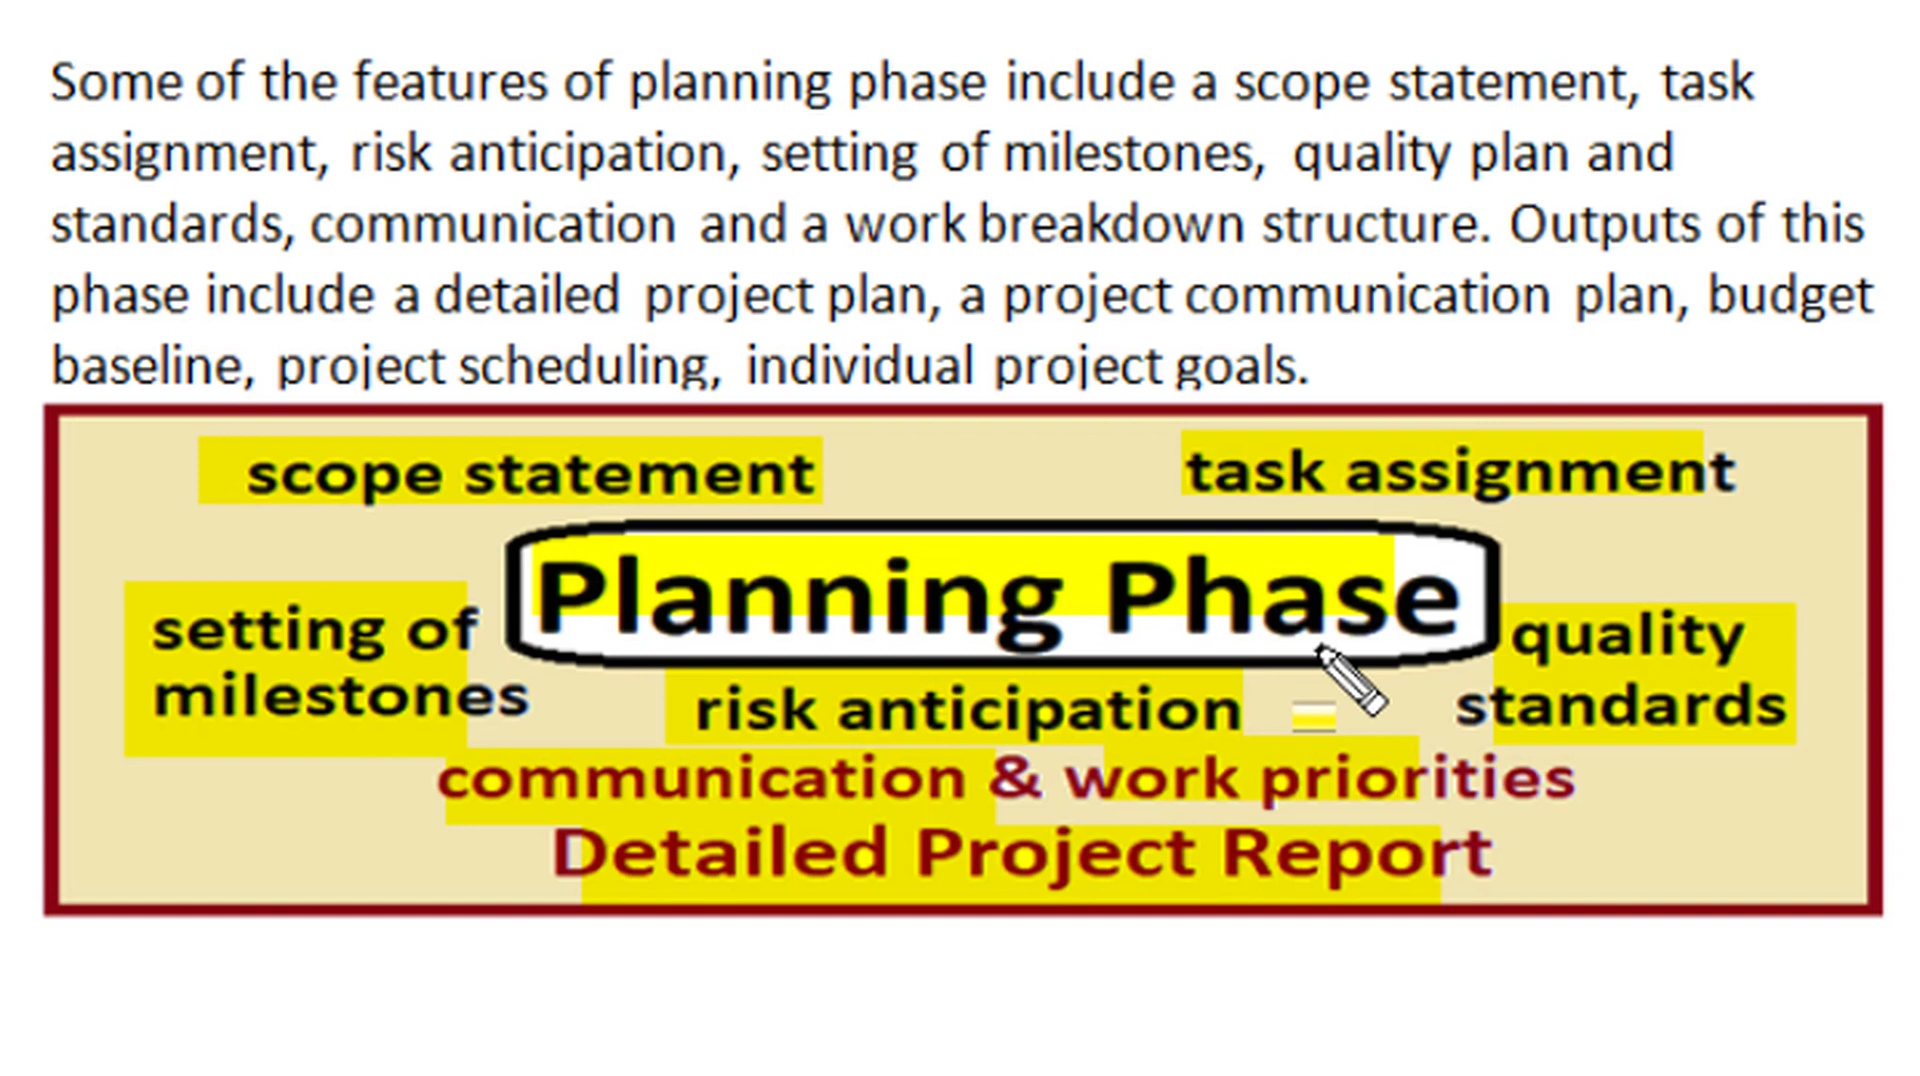 Some of the features of planning phase include a scope statement, task
assignment, risk anticipation, setting of milestones, quality plan and
standards, communication and a work breakdown structure. Outputs of this
phase include a detailed project plan, a project communication plan, budget
baseline, project scheduling, individual project goals.
scope statement
task assignment
Planning Phase
setting of
milestones
quality
standards
risk anticipation
communication & work priorities
Detailed Project Report